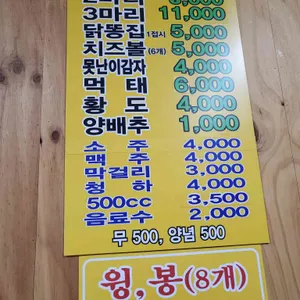 3마리 11,000
닭똥집 1접시 5,000
치즈볼 (6개) 5,000
못난이감자 4,000
먹태 6,000
황도 4,000
양배추 1,000
소주 4,000
맥주 4,000
막걸리 3,000
청하 4,000
500cc 3,500
음료수 2,000
무 500, 양념 500
윙, 봉(8개)